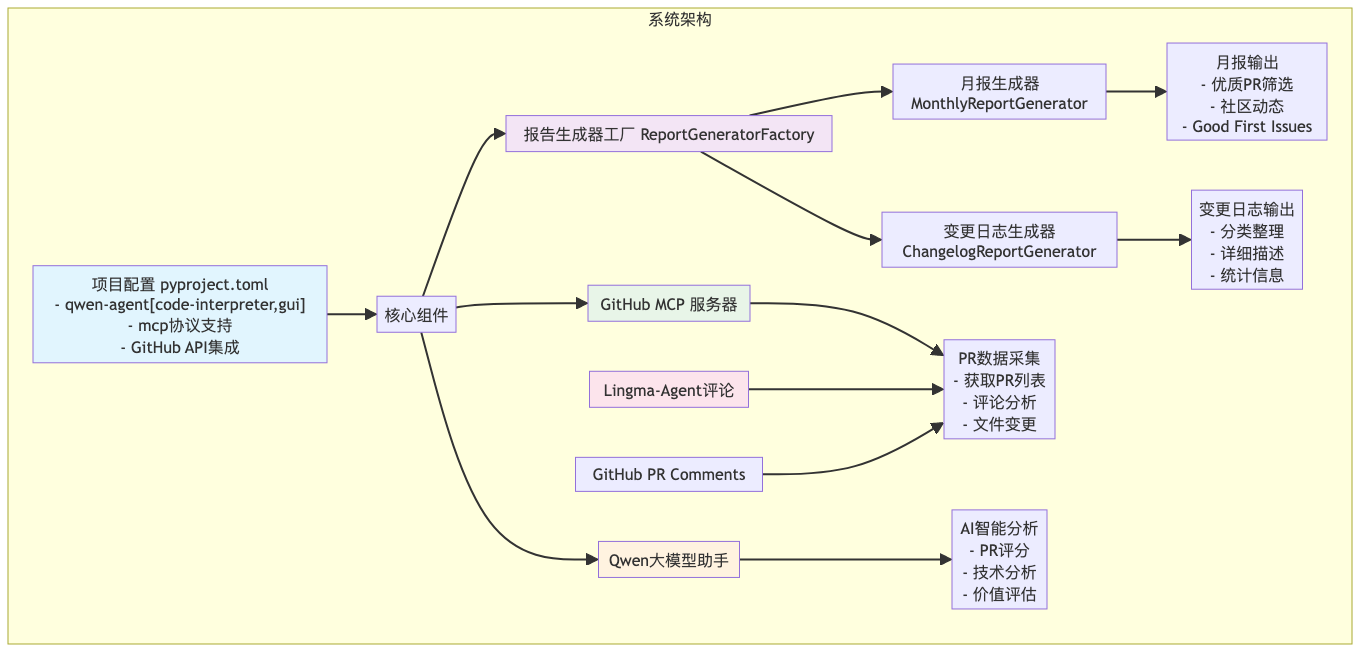 系统架构
项目配置 pyproject.toml
- qwen-agent[code-interpreter,gui]
- mcp协议支持
- GitHub API集成
核心组件
报告生成器工厂 ReportGeneratorFactory
月报生成器
MonthlyReportGenerator
月报输出
- 优质PR筛选
- 社区动态
- Good First Issues
变更日志生成器
ChangelogReportGenerator
变更日志输出
- 分类整理
- 详细描述
- 统计信息
GitHub MCP 服务器
Lingma-Agent评论
GitHub PR Comments
PR数据采集
- 获取PR列表
- 评论分析
- 文件变更
Qwen大模型助手
AI智能分析
- PR评分
- 技术分析
- 价值评估